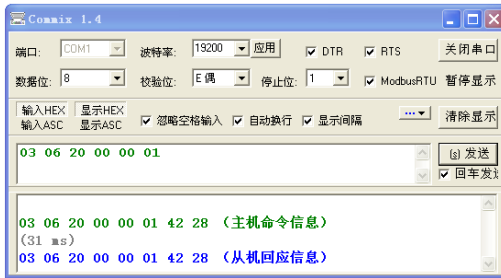 Commix 1.4
端口: COM1 波特率: 19200 应用 DTR RTS 关闭串口
数据位: 8 校验位: E 偶 停止位: 1 ModbusRTU 暂停显示
输入HEX 显示HEX
输入ASC 显示ASC 忽略空格输入 自动换行 显示间隔 ... 清除显示
03 06 20 00 00 01 (s)发送
回车发
03 06 20 00 00 01 42 28 (主机命令信息)
(31 ms)
03 06 20 00 00 01 42 28 (从机回应信息)